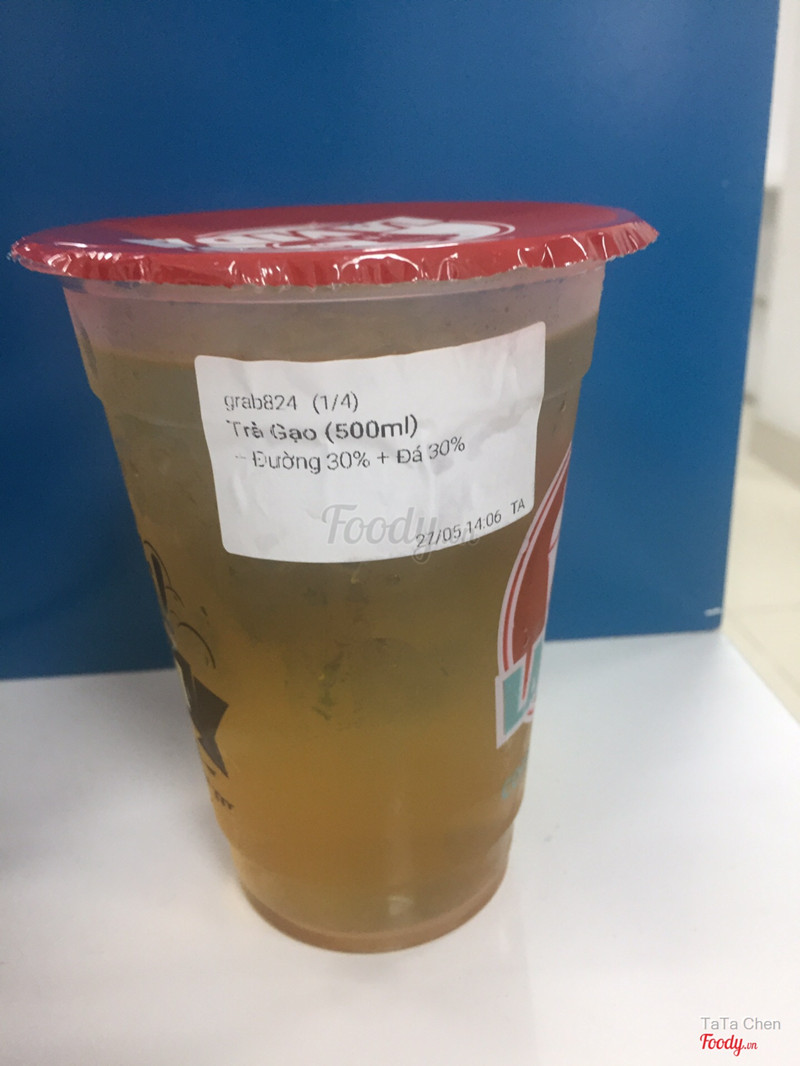 grab824 (1/4)
Trà Gạo (500ml)
- Đường 30% + Đá 30%
27/05 14:06 TA
Foody.vn
TaTa Chen
Foody.vn